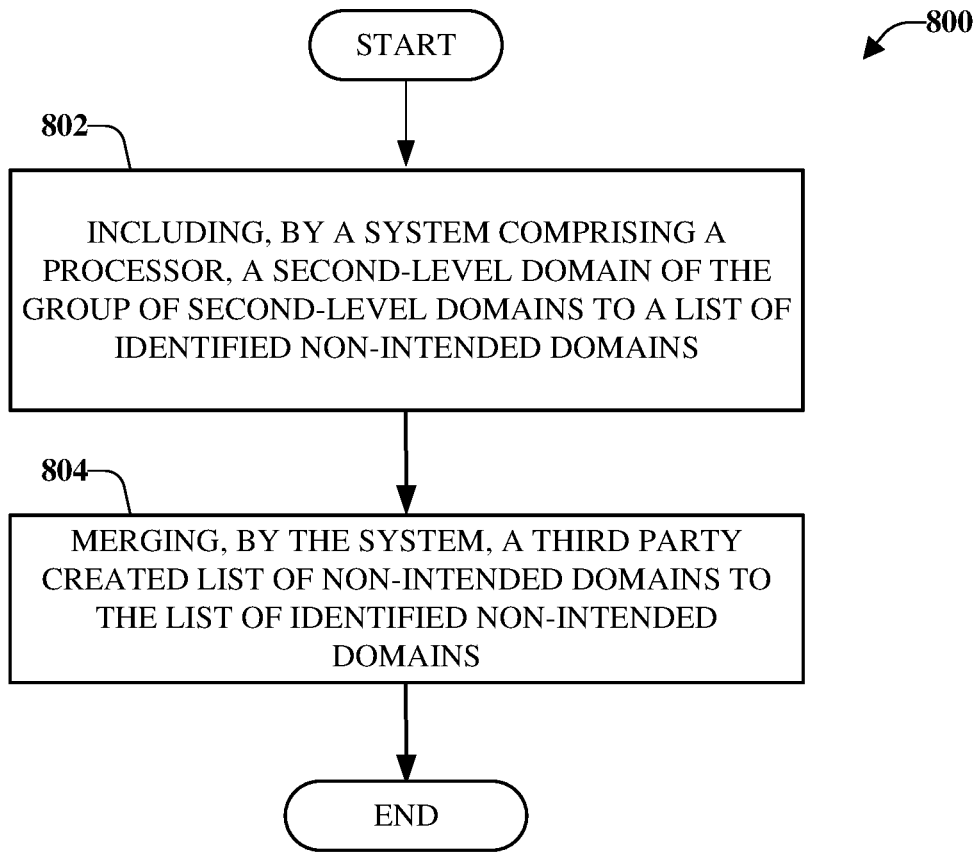 800
START
802
INCLUDING, BY A SYSTEM COMPRISING A
PROCESSOR, A SECOND-LEVEL DOMAIN OF THE
GROUP OF SECOND-LEVEL DOMAINS TO A LIST OF
IDENTIFIED NON-INTENDED DOMAINS
804
MERGING, BY THE SYSTEM, A THIRD PARTY
CREATED LIST OF NON-INTENDED DOMAINS TO
THE LIST OF IDENTIFIED NON-INTENDED
DOMAINS
END